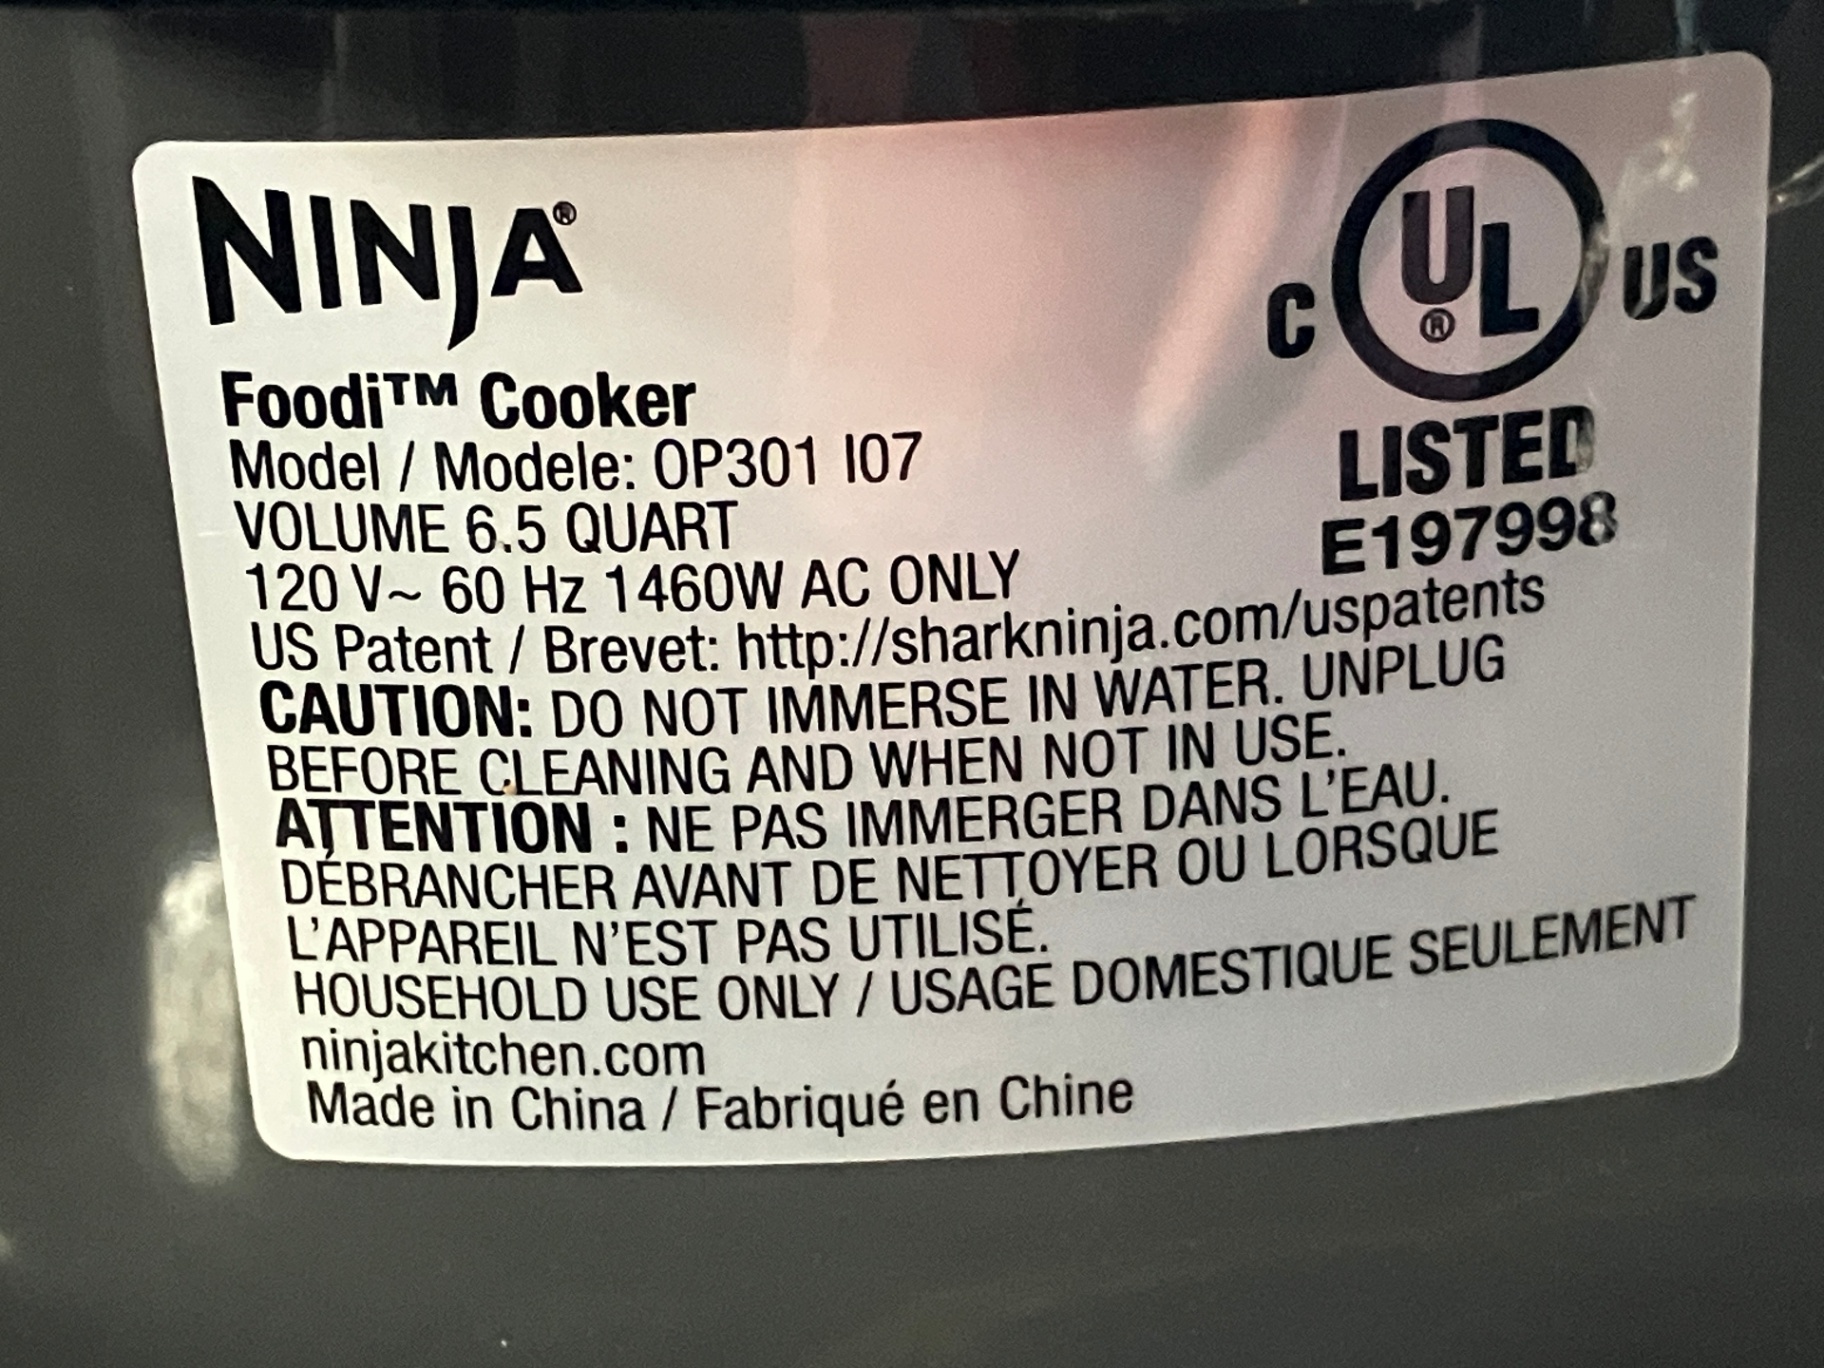 NINJA®
C UL® US
LISTED
E197998
Foodi™ Cooker
Model / Modele: OP301 I07
VOLUME 6.5 QUART
120 V~ 60 Hz 1460W AC ONLY
US Patent / Brevet: http://sharkninja.com/uspatents
CAUTION: DO NOT IMMERSE IN WATER. UNPLUG
BEFORE CLEANING AND WHEN NOT IN USE.
ATTENTION : NE PAS IMMERGER DANS L'EAU.
DÉBRANCHER AVANT DE NETTOYER OU LORSQUE
L'APPAREIL N'EST PAS UTILISÉ.
HOUSEHOLD USE ONLY / USAGE DOMESTIQUE SEULEMENT
ninjakitchen.com
Made in China / Fabriqué en Chine